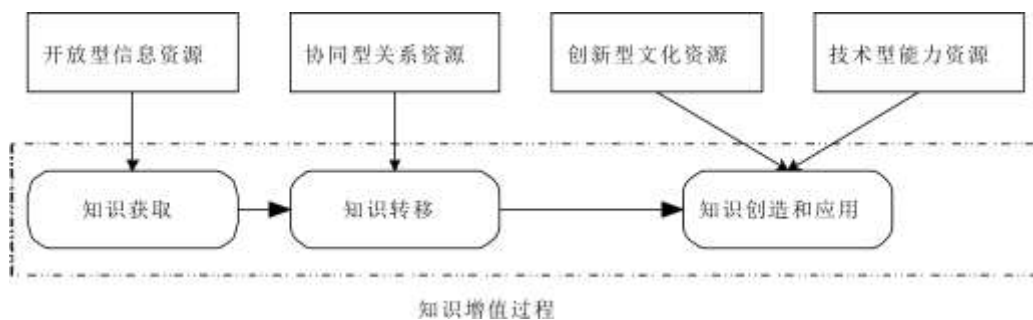 开放型信息资源
协同型关系资源
创新型文化资源
技术型能力资源
知识获取
知识转移
知识创造和应用
知识增值过程